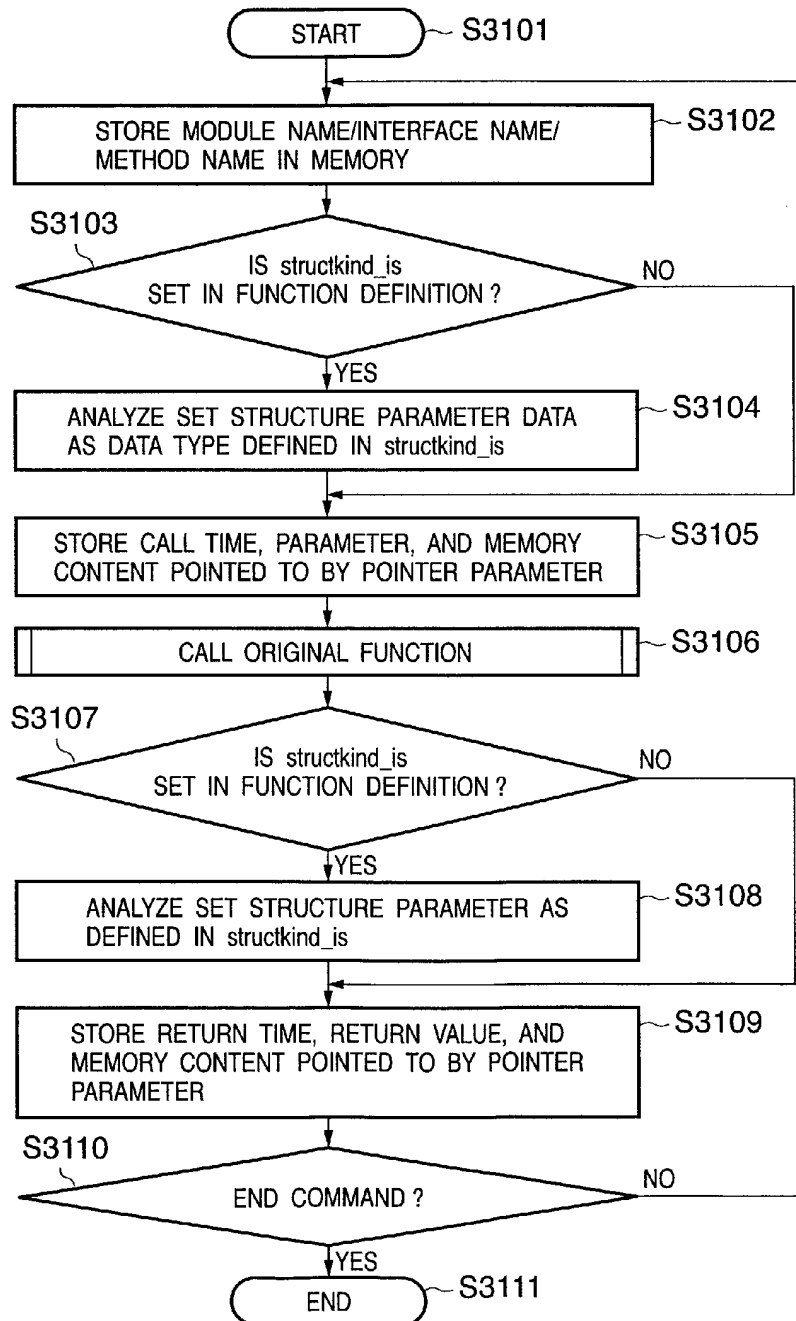 START
S3101
STORE MODULE NAME/INTERFACE NAME/
METHOD NAME IN MEMORY
S3102
S3103
IS structkind_is
SET IN FUNCTION DEFINITION ?
NO
YES
ANALYZE SET STRUCTURE PARAMETER DATA
AS DATA TYPE DEFINED IN structkind_is
S3104
STORE CALL TIME, PARAMETER, AND MEMORY
CONTENT POINTED TO BY POINTER PARAMETER
S3105
CALL ORIGINAL FUNCTION
S3106
S3107
IS structkind_is
SET IN FUNCTION DEFINITION ?
NO
YES
ANALYZE SET STRUCTURE PARAMETER AS
DEFINED IN structkind_is
S3108
STORE RETURN TIME, RETURN VALUE, AND
MEMORY CONTENT POINTED TO BY POINTER
PARAMETER
S3109
S3110
END COMMAND ?
NO
YES
END
S3111